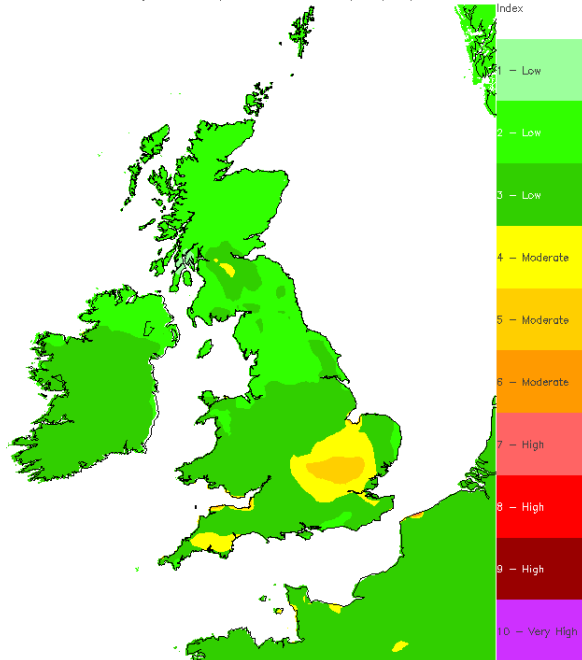 Index
1 - Low
2 - Low
3 - Low
4 - Moderate
5 - Moderate
6 - Moderate
7 - High
8 - High
9 - High
10 - Very High